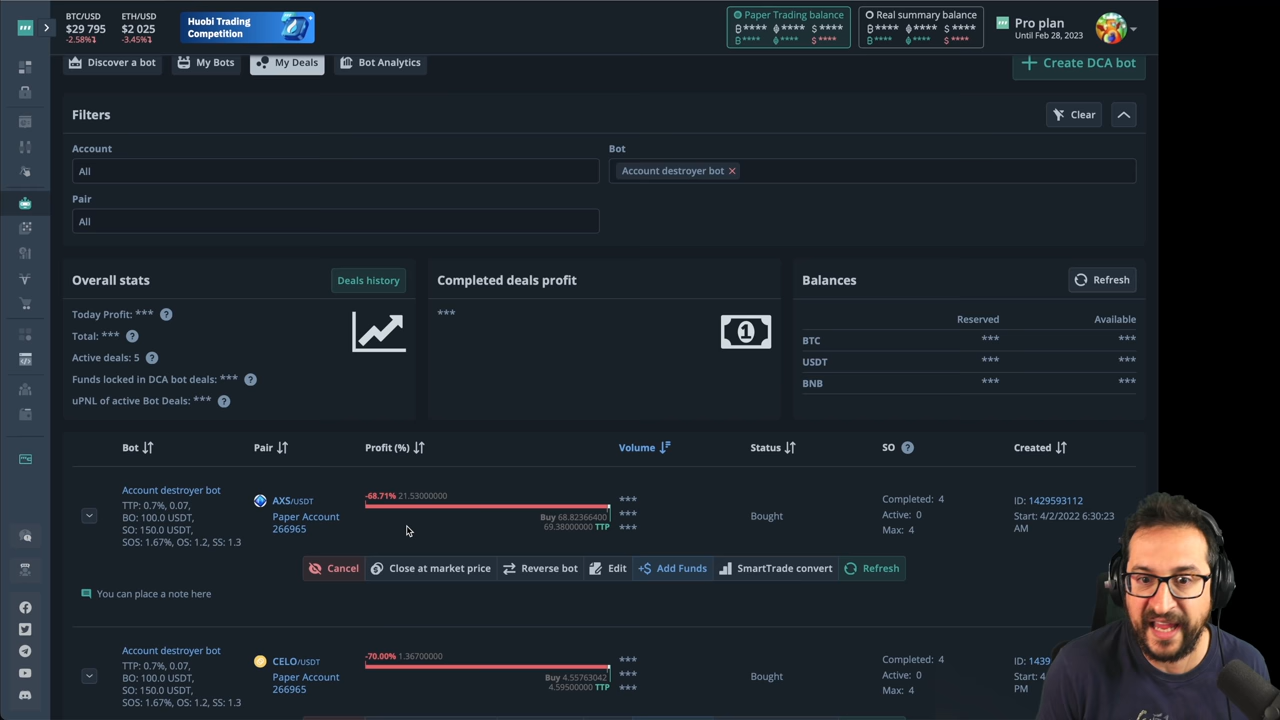 BTC/USD
$29 795
-2.58%
ETH/USD
$2 025
-3.45%
Huobi Trading
Competition
Paper Trading balance
฿**** ⟠**** $ ****
฿**** ⟠**** $ ****
Real summary balance
฿**** ⟠**** $ ****
฿**** ⟠**** $ ****
Pro plan
Until Feb 28, 2023
Discover a bot
My Bots
My Deals
Bot Analytics
+ Create DCA bot
Filters
Clear
Account
All
Bot
Account destroyer bot ×
Pair
All
Overall stats
Deals history
Today Profit: *** ?
Total: *** ?
Active deals: 5 ?
Funds locked in DCA bot deals: *** ?
uPNL of active Bot Deals: *** ?
Completed deals profit
***
1
Balances
Refresh
Reserved Available
BTC *** ***
USDT *** ***
BNB *** ***
Bot Pair Profit (%) Volume Status SO ? Created
Account destroyer bot
TTP: 0.7%, 0.07,
BO: 100.0 USDT,
SO: 150.0 USDT,
SOS: 1.67%, OS: 1.2, SS: 1.3
AXS/USDT
Paper Account
266965
-68.71% 21.53000000
Buy 68.82366400
69.38000000 TTP
***
***
***
Bought
Completed: 4
Active: 0
Max: 4
ID: 1429593112
Start: 4/2/2022 6:30:23
AM
Cancel
Close at market price
Reverse bot
Edit
+$ Add Funds
SmartTrade convert
Refresh
You can place a note here
Account destroyer bot
TTP: 0.7%, 0.07,
BO: 100.0 USDT,
SO: 150.0 USDT,
SOS: 1.67%, OS: 1.2, SS: 1.3
CELO/USDT
Paper Account
266965
-70.00% 1.36700000
Buy 4.55763042
4.59500000 TTP
***
***
***
Bought
Completed: 4
Active: 0
Max: 4
ID: 1439
Start: 4
PM